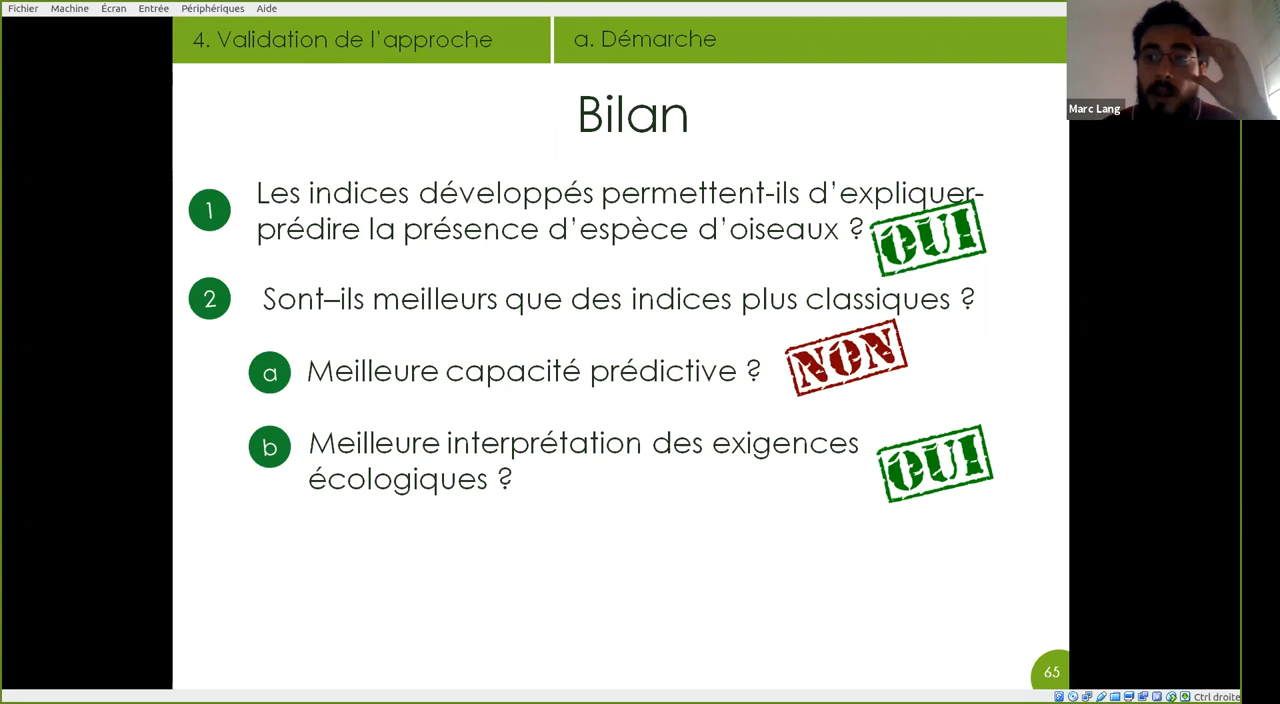 Fichier Machine Écran Entrée Périphériques Aide
4. Validation de l'approche
a. Démarche
Marc Lang
Bilan
1
Les indices développés permettent-ils d'expliquer-
prédire la présence d'espèce d'oiseaux ?
OUI
2
Sont–ils meilleurs que des indices plus classiques ?
a
Meilleure capacité prédictive ?
NON
b
Meilleure interprétation des exigences
écologiques ?
OUI
65
Ctrl droite